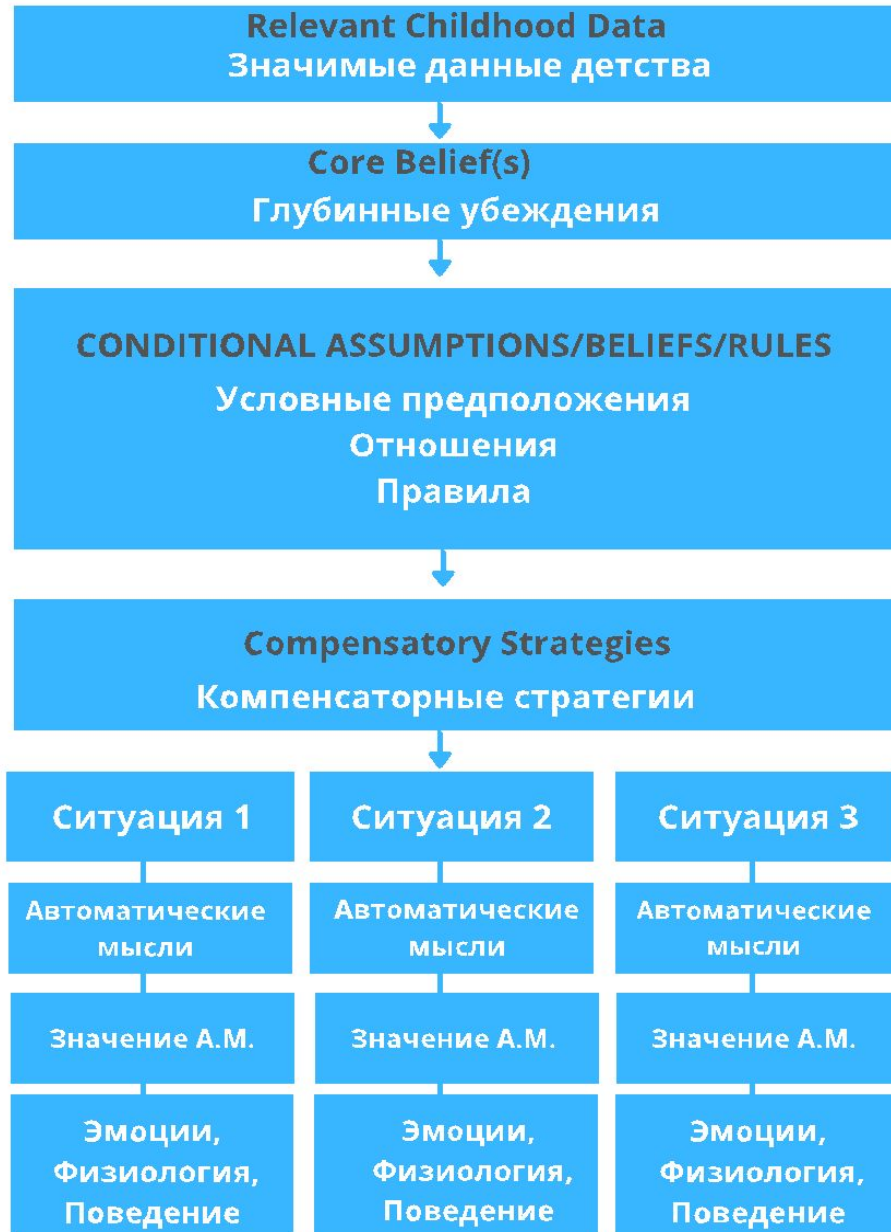 Relevant Childhood Data
Значимые данные детства
Core Belief(s)
Глубинные убеждения
CONDITIONAL ASSUMPTIONS/BELIEFS/RULES
Условные предположения
Отношения
Правила
Compensatory Strategies
Компенсаторные стратегии
Ситуация 1
Ситуация 2
Ситуация 3
Автоматические
мысли
Автоматические
мысли
Автоматические
мысли
Значение А.М.
Значение А.М.
Значение А.М.
Эмоции,
Физиология,
Поведение
Эмоции,
Физиология,
Поведение
Эмоции,
Физиология,
Поведение